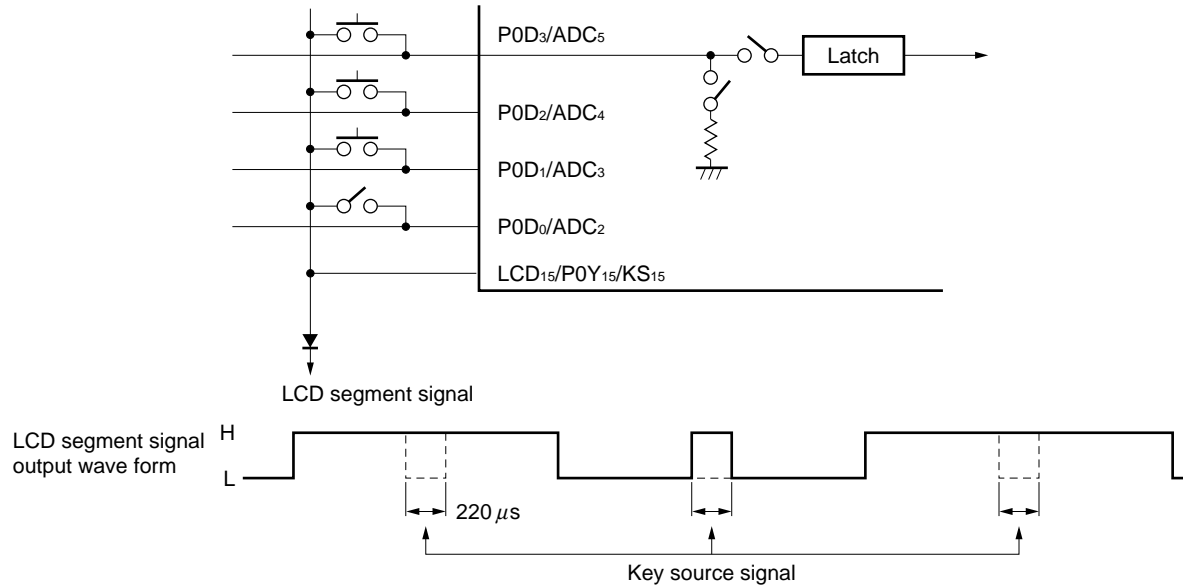 P0D3/ADC5
Latch
P0D2/ADC4
P0D1/ADC3
P0D0/ADC2
LCD15/P0Y15/KS15
LCD segment signal
LCD segment signal
output wave form
H
L
220 μs
Key source signal